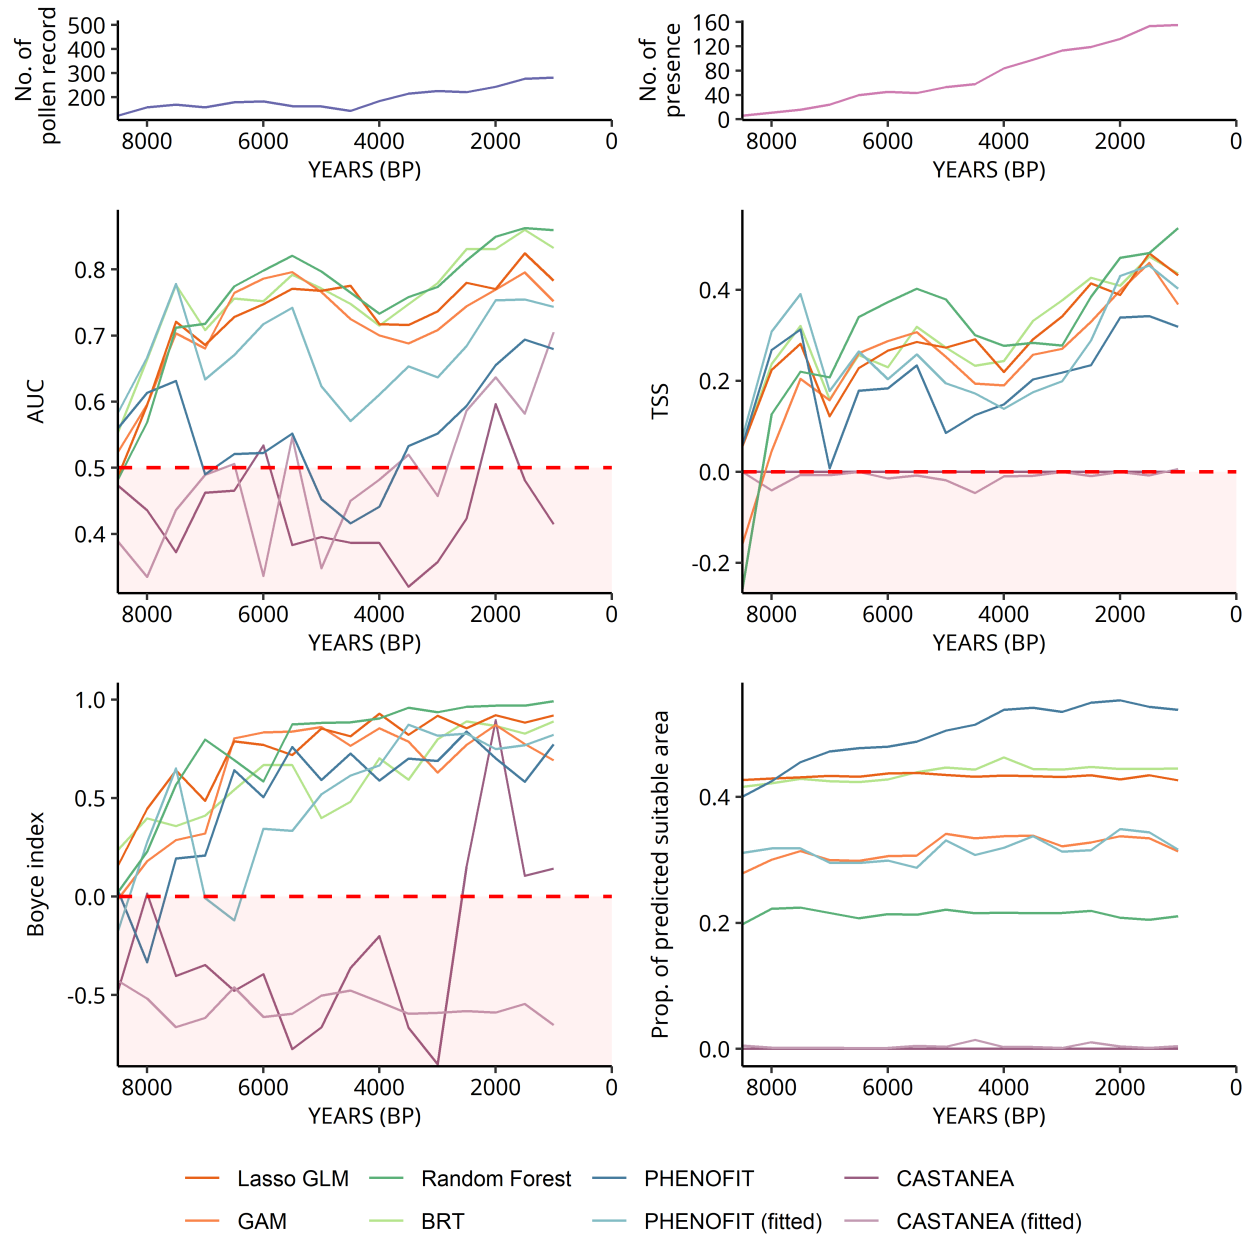 No. of
pollen record
500
400
300
200
8000 6000 4000 2000 0
YEARS (BP)
No. of
presence
160
120
80
40
0
8000 6000 4000 2000 0
YEARS (BP)
AUC
0.8
0.7
0.6
0.5
0.4
8000 6000 4000 2000 0
YEARS (BP)
TSS
0.4
0.2
0.0
-0.2
8000 6000 4000 2000 0
YEARS (BP)
Boyce index
1.0
0.5
0.0
-0.5
8000 6000 4000 2000 0
YEARS (BP)
Prop. of predicted suitable area
0.4
0.2
0.0
8000 6000 4000 2000 0
YEARS (BP)
Lasso GLM Random Forest PHENOFIT CASTANEA
GAM BRT PHENOFIT (fitted) CASTANEA (fitted)